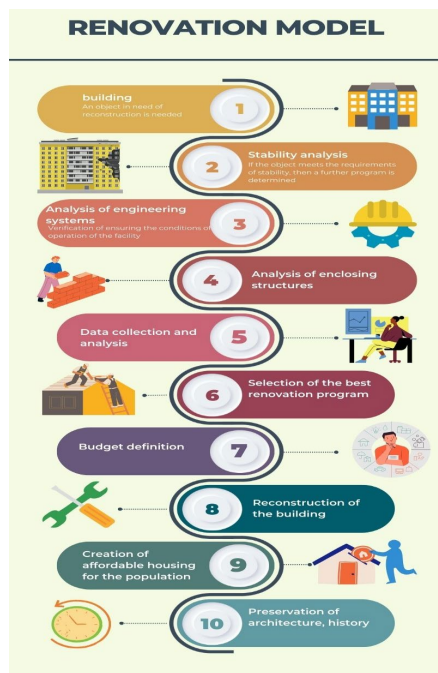 RENOVATION MODEL
building
An object in need of
reconstruction is needed
1
2
Stability analysis
If the object meets the requirements
of stability, then a further program is
determined
Analysis of engineering
systems
Verification of ensuring the conditions of
operation of the facility
3
4
Analysis of enclosing
structures
Data collection and
analysis
5
6
Selection of the best
renovation program
Budget definition
7
8
Reconstruction of
the building
Creation of
affordable housing
for the population
9
10
Preservation of
architecture, history